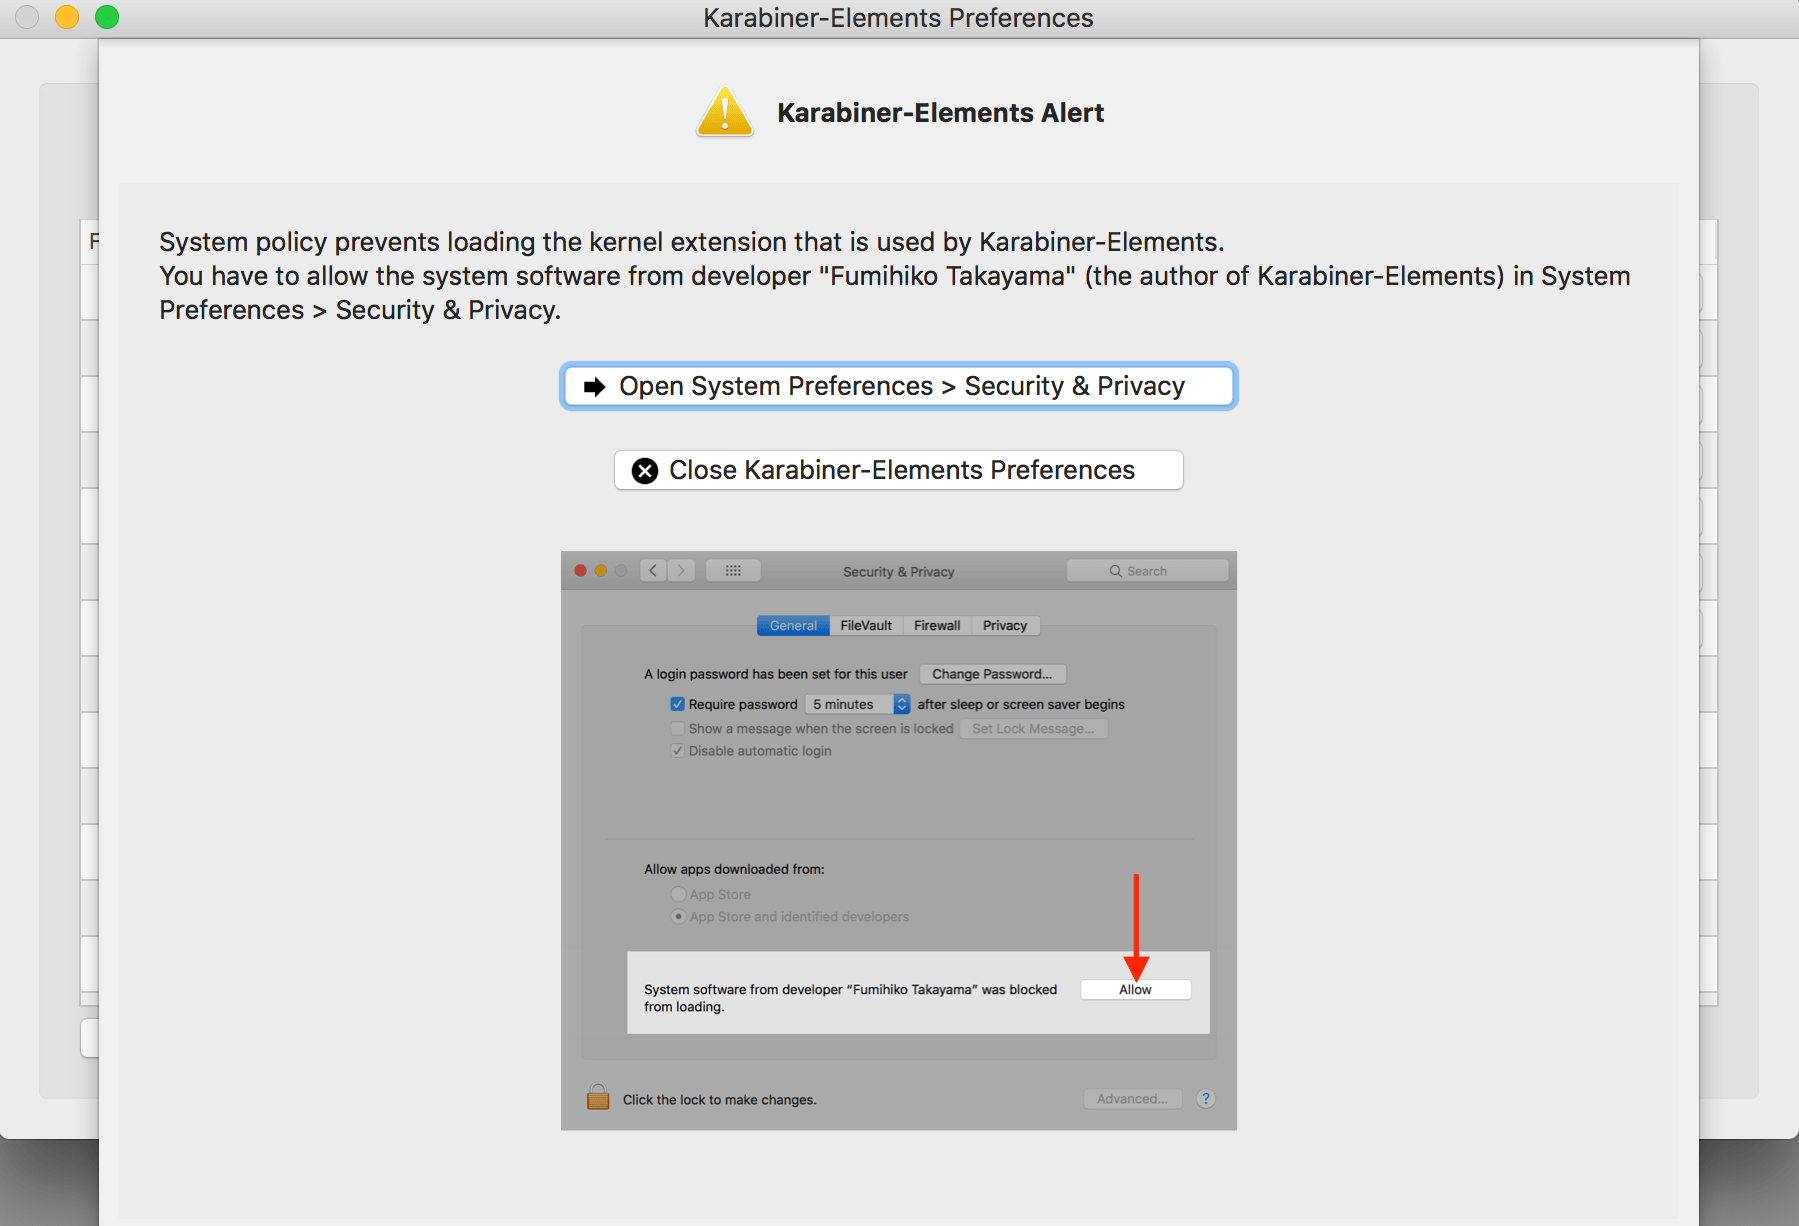 Karabiner-Elements Preferences
Karabiner-Elements Alert
F
System policy prevents loading the kernel extension that is used by Karabiner-Elements.
You have to allow the system software from developer "Fumihiko Takayama" (the author of Karabiner-Elements) in System
Preferences > Security & Privacy.
Open System Preferences > Security & Privacy
Close Karabiner-Elements Preferences
Security & Privacy
Search
General FileVault Firewall Privacy
A login password has been set for this user Change Password...
Require password 5 minutes after sleep or screen saver begins
Show a message when the screen is locked Set Lock Message...
Disable automatic login
Allow apps downloaded from:
App Store
App Store and identified developers
System software from developer “Fumihiko Takayama” was blocked Allow
from loading.
Click the lock to make changes. Advanced... ?